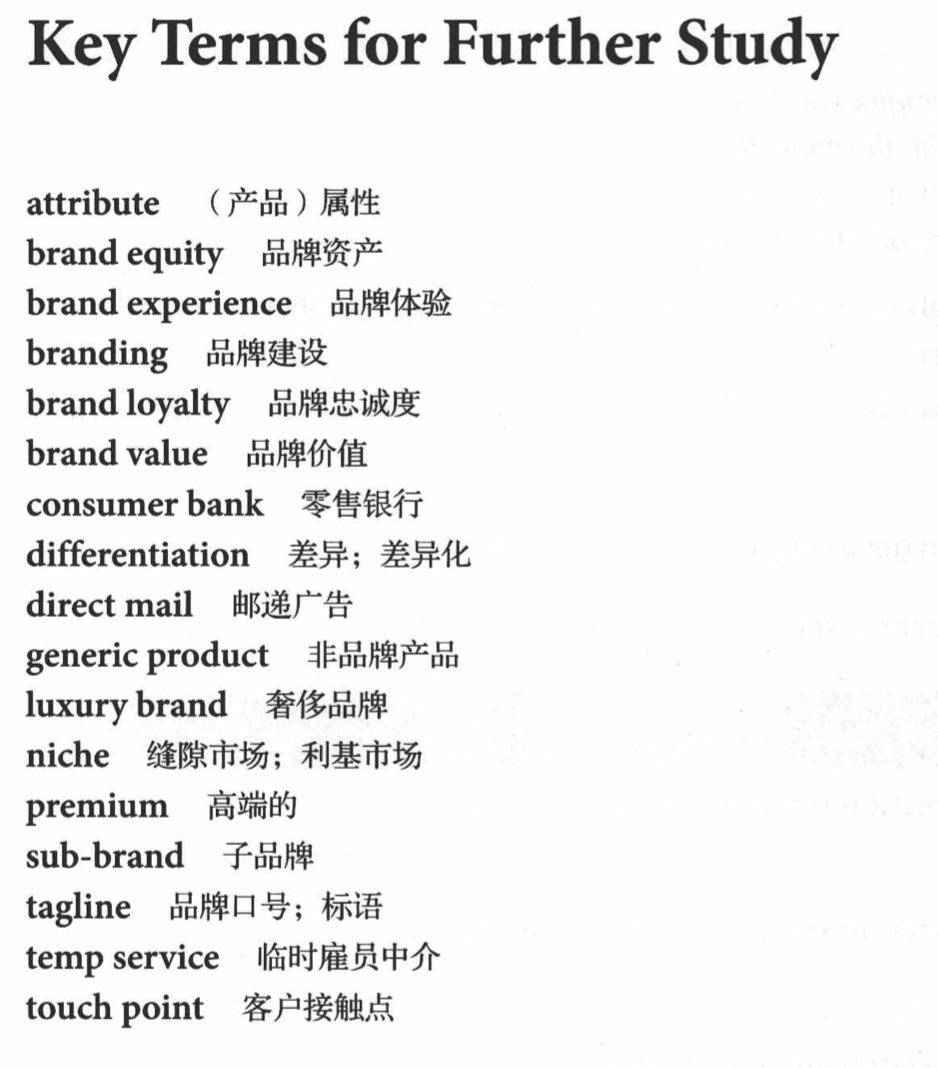 Key Terms for Further Study
attribute （产品）属性
brand equity 品牌资产
brand experience 品牌体验
branding 品牌建设
brand loyalty 品牌忠诚度
brand value 品牌价值
consumer bank 零售银行
differentiation 差异；差异化
direct mail 邮递广告
generic product 非品牌产品
luxury brand 奢侈品牌
niche 缝隙市场；利基市场
premium 高端的
sub-brand 子品牌
tagline 品牌口号；标语
temp service 临时雇员中介
touch point 客户接触点